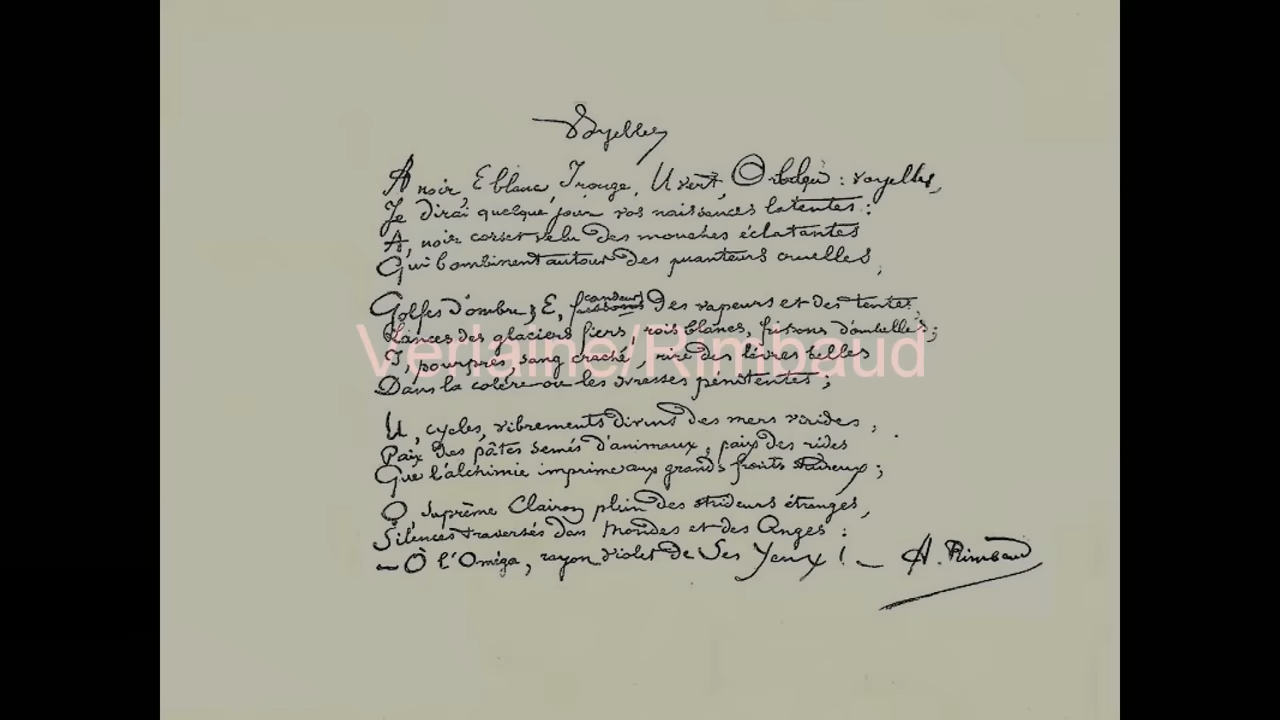 Voyelles
A noir, E blanc, I rouge, U vert, O bleu : voyelles,
Je dirai quelque jour vos naissances latentes :
A, noir corset velu des mouches éclatantes
Qui bombinent autour des puanteurs cruelles,
Golfes d'ombre ; E, frissons candeurs des vapeurs et des tentes,
Lances des glaciers fiers, rois blancs, frissons d'ombelles ;
I, pourpres, sang craché, rire des lèvres belles
Dans la colère ou les ivresses pénitentes ;
U, cycles, vibrements divins des mers virides,
Paix des pâtis semés d'animaux, paix des rides
Que l'alchimie imprime aux grands fronts studieux ;
O, suprême Clairon plein des strideurs étranges,
Silences traversés des Mondes et des Anges :
— O l'Oméga, rayon violet de Ses Yeux ! — A. Rimbaud
Verlaine/Rimbaud